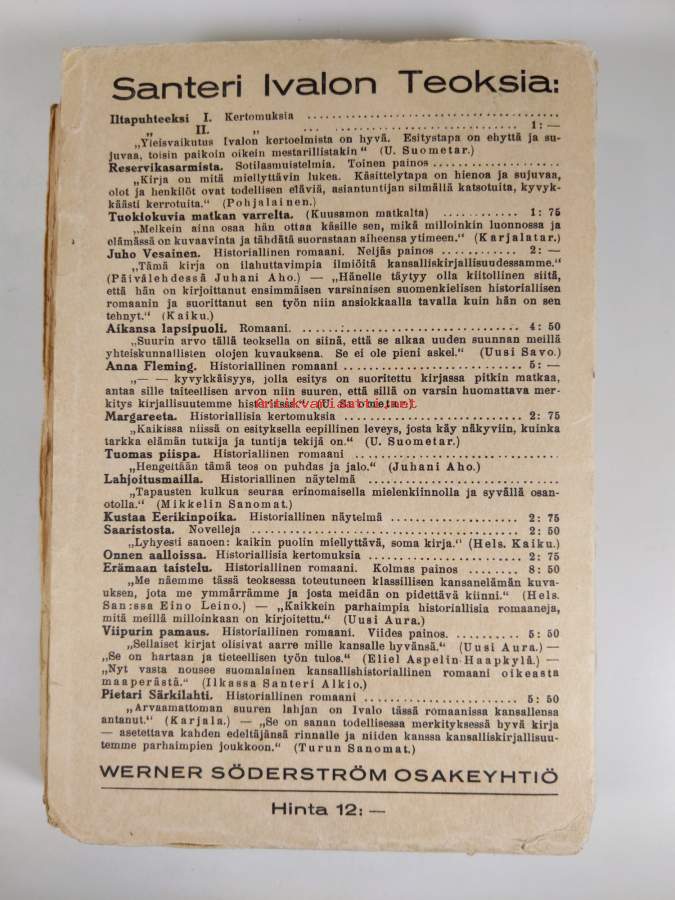 Santeri Ivalon Teoksia:
Iltapuhteeksi I. Kertomuksia ........................................
„ II. „ ... .............................. 1: —
„Yleisvaikutus Ivalon kertoelmista on hyvä. Esitystapa on ehyttä ja su-
juvaa, toisin paikoin oikein mestarillistakin.“ (U. Suometar.)
Reservikasarmista. Sotilasmuistelmia. Toinen painos ....................
„Kirja on mitä miellyttävin lukea. Käsittelytapa on hienoa ja sujuvaa,
olot ja henkilöt ovat todellisen eläviä, asiantuntijan silmällä katsotuita, kyvyk-
käästi kerrotuita.“ (Pohjalainen.)
Tuokiokuvia matkan varrelta. (Kuusamon matkalta) ........... 1: 75
„Melkein aina osaa hän ottaa käsille sen, mikä milloinkin luonnossa ja
elämässä on kuvaavinta ja tähdätä suorastaan aiheensa ytimeen.“ (Karjalatar.)
Juho Vesainen. Historiallinen romaani. Neljäs painos ............ 2: —
„Tämä kirja on ilahuttavimpia ilmiöitä kansalliskirjallisuudessamme.“
(Päivälehdessä Juhani Aho.) — „Hänelle täytyy olla kiitollinen siitä,
että hän on kirjoittanut ensimmäisen varsinaisen suomenkielisen historiallisen
romaanin ja suorittanut sen työn niin ansiokkaalla tavalla kuin hän on sen
tehnyt.“ (Kaiku.)
Aikansa lapsipuoli. Romaani. ................................ 4: 50
„Suurin arvo tällä teoksella on siinä, että se alkaa uuden suunnan meillä
yhteiskunnallisten olojen kuvauksena. Se ei ole pieni askel.“ (Uusi Savo.)
Anna Fleming. Historiallinen romaani ........................ 5: —
„— — kyvykkäisyys, jolla esitys on suoritettu kirjassa pitkin matkaa,
antaa sille taiteellisen arvon niin suuren, että sillä on varsin huomattava mer-
kitys kirjallisuutemme historiassa.“ (U. Suometar.)
Antikvariaattori.net
Margareeta. Historiallisia kertomuksia ...................... 2: 75
„Kaikissa niissä on esityksellä eepillinen leveys, josta käy näkyviin, kuinka
tarkka elämän tutkija ja tuntija tekijä on.“ (U. Suometar.)
Tuomas piispa. Historiallinen romaani .............................
„Hengeltään tämä teos on puhdas ja jalo.“ (Juhani Aho.)
Lahjoitusmailla. Historiallinen näytelmä ...........................
„Tapausten kulkua seuraa erinomaisella mielenkiinnolla ja syvällä osan-
otolla.“ (Mikkelin Sanomat.)
Kustaa Eerikinpoika. Historiallinen näytelmä ................. 2: 75
Saaristosta. Novelleja ........................................ 2: 50
„Lyhyesti sanoen: kaikin puolin miellyttävä, soma kirja.“ (Hels. Kaiku.)
Onnen aalloissa. Historiallisia kertomuksia ................... 2: 75
Erämaan taistelu. Historiallinen romaani. Kolmas painos ........ 8: 50
„Me näemme tässä teoksessa toteutuneen klassillisen kansanelämän kuva-
uksen, jota me ymmärrämme ja josta meidän on pidettävä kiinni.“ (Hels.
San:ssa Eino Leino.) — „Kaikkein parhaimpia historiallisia romaaneja,
mitä meillä milloinkaan on kirjoitettu.“ (Uusi Aura.)
Viipurin pamaus. Historiallinen romaani. Viides painos. ......... 5: 50
„Sellaiset kirjat olisivat aarre mille kansalle hyvänsä.“ (Uusi Aura.) —
„Se on hartaan ja tieteellisen työn tulos.“ (Eliel Aspelin-Haapkylä.) —
„Nyt vasta nousee suomalainen kansallishistoriallinen romaani oikeasta
maaperästä.“ (Ilkassa Santeri Alkio.)
Pietari Särkilahti. Historiallinen romaani .................... 5: 50
„Arvaamattoman suuren lahjan on Ivalo tässä romaanissa kansallensa
antanut.“ (Karjala.) — „Se on sanan todellisessa merkityksessä hyvä kirja
— asetettava kahden edeltäjänsä rinnalle ja niiden kanssa kansalliskirjallisuu-
temme parhaimpien joukkoon.“ (Turun Sanomat.)
WERNER SÖDERSTRÖM OSAKEYHTIÖ
Hinta 12: —